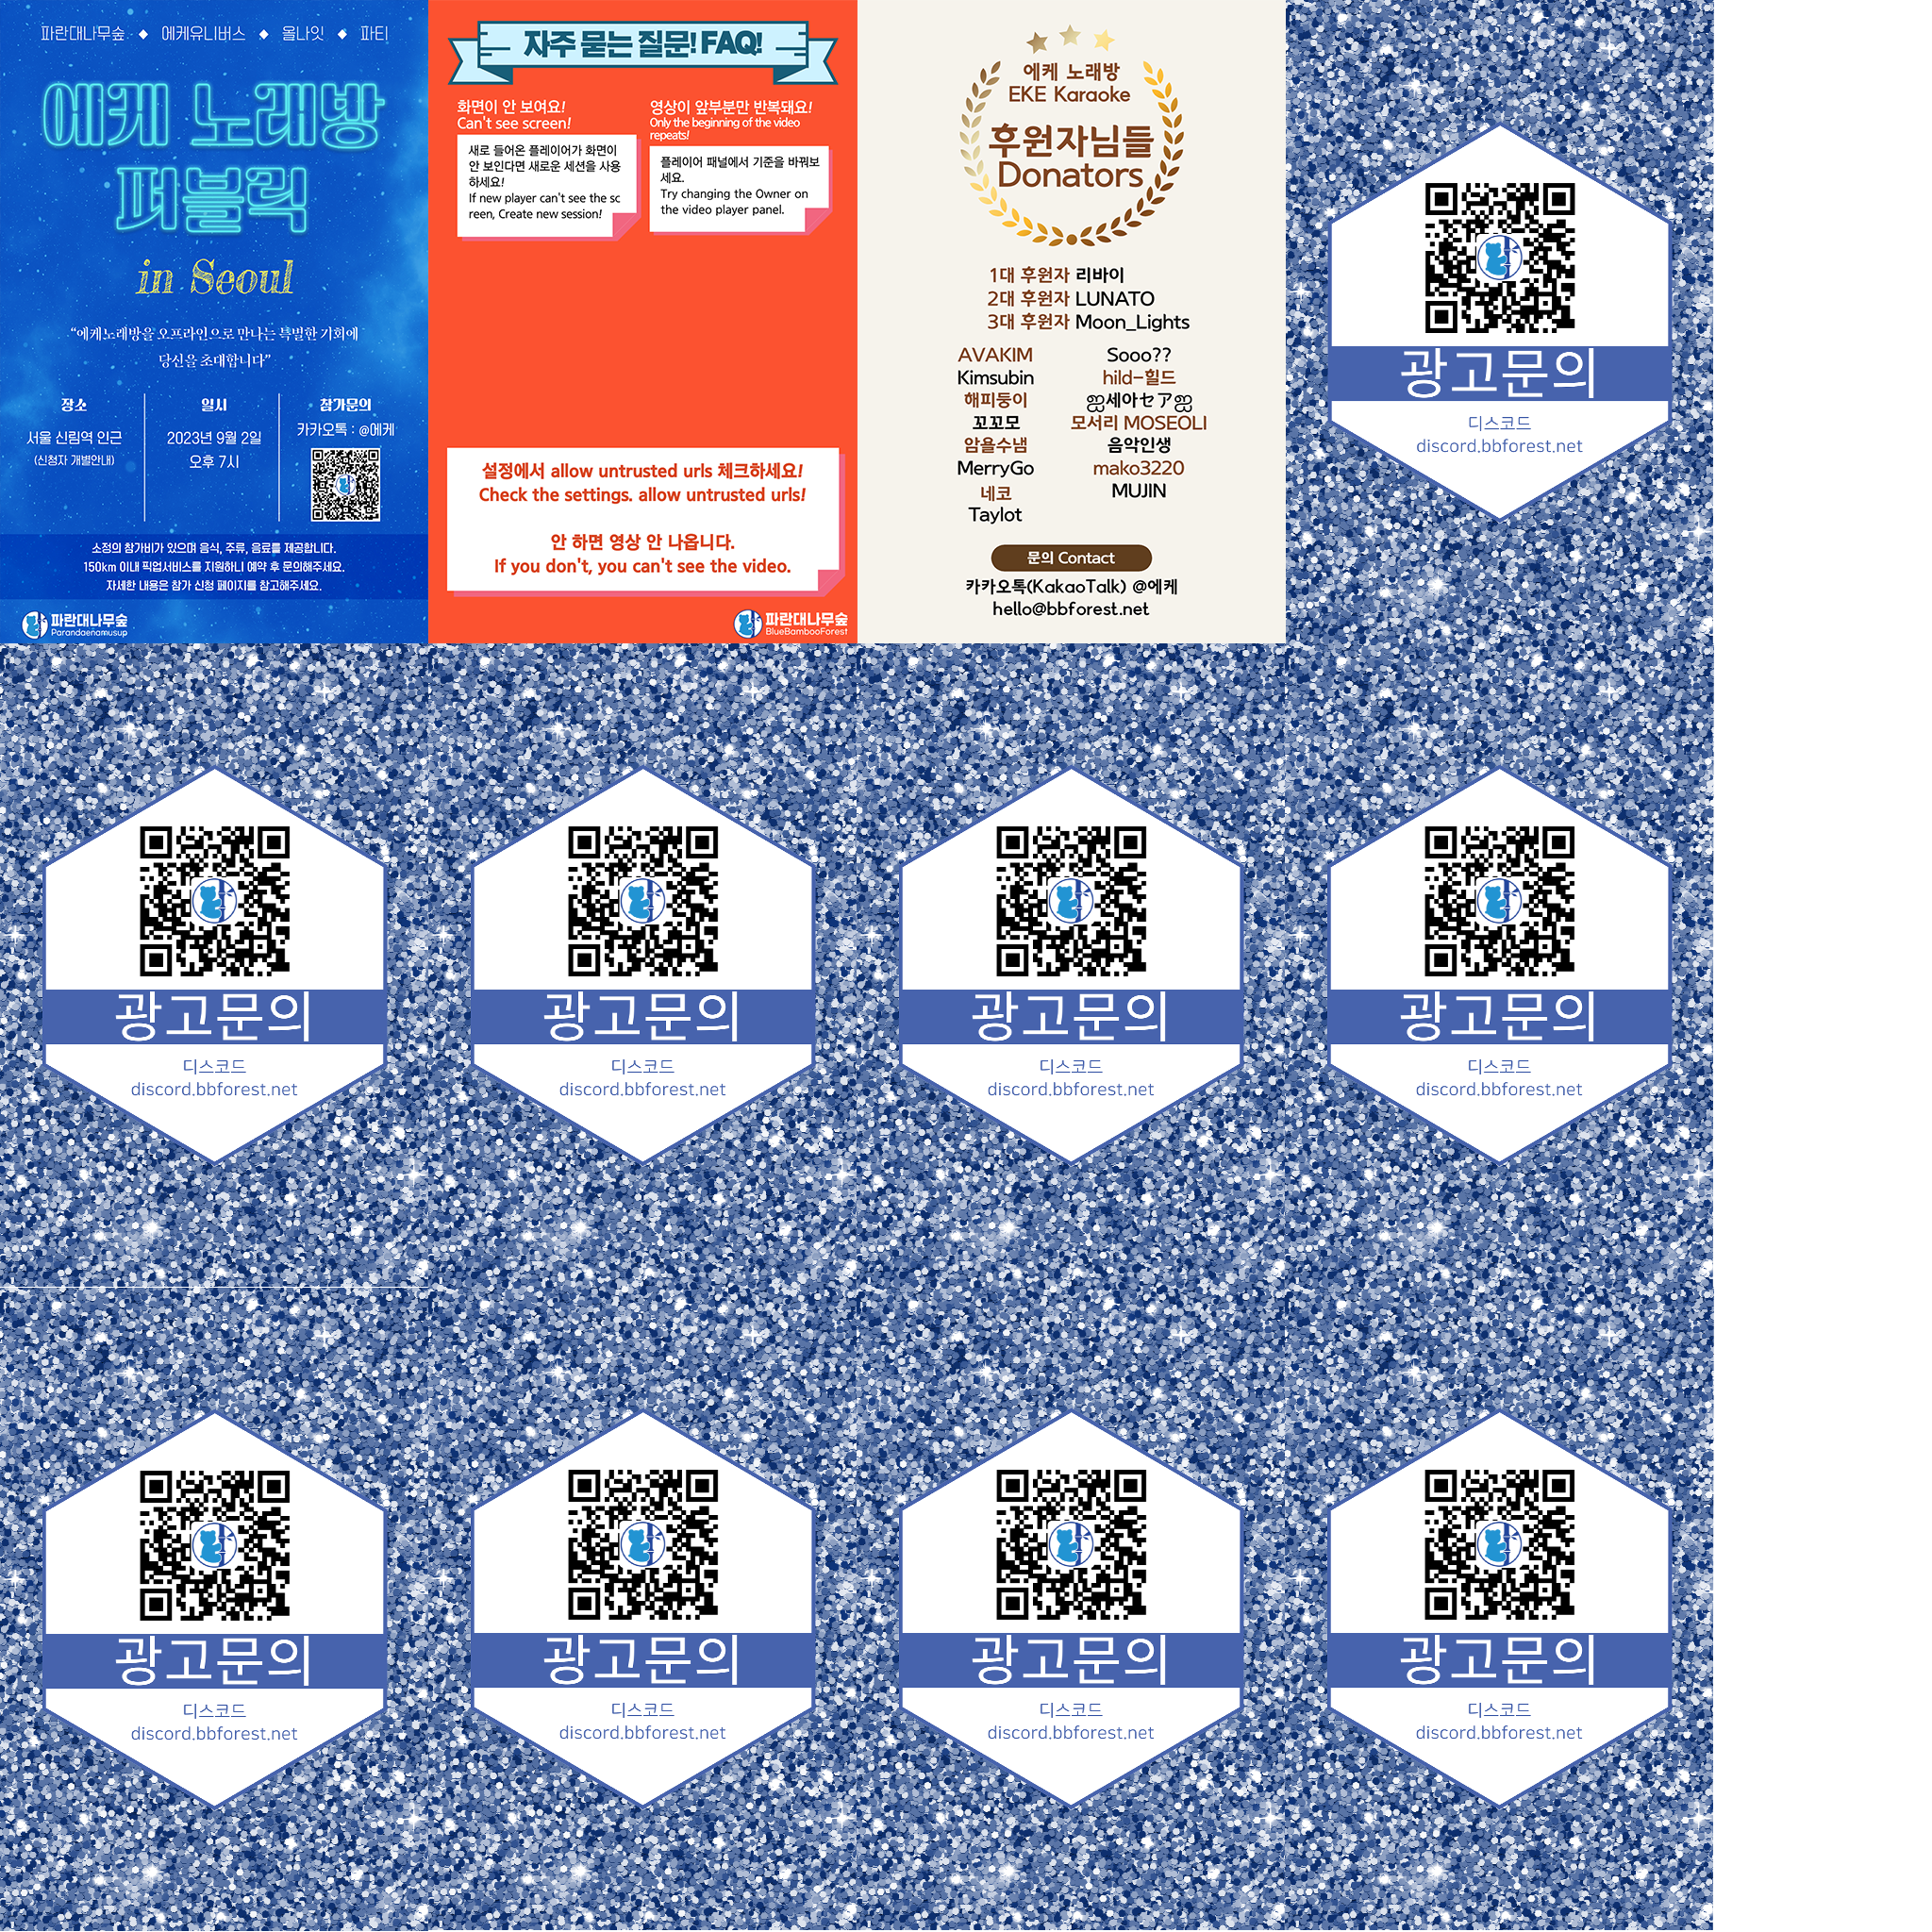 파란대나무숲 ◆ 에케유니버스 ◆ 올나잇 ◆ 파티
에케 노래방
퍼블릭
in Seoul
“에케노래방을 오프라인으로 만나는 특별한 기회에
당신을 초대합니다”
장소
서울 신림역 인근
(신청자 개별안내)
일시
2023년 9월 2일
오후 7시
참가문의
카카오톡 : @에케
소정의 참가비가 있으며 음식, 주류, 음료를 제공합니다.
150km 이내 픽업서비스를 지원하니 예약 후 문의해주세요.
자세한 내용은 참가 신청 페이지를 참고해주세요.
파란대나무숲
Parandaenamusup
자주 묻는 질문! FAQ!
화면이 안 보여요!
Can't see screen!
새로 들어온 플레이어가 화면이
안 보인다면 새로운 세션을 사용
하세요!
If new player can't see the sc
reen, Create new session!
영상이 앞부분만 반복돼요!
Only the beginning of the video
repeats!
플레이어 패널에서 기준을 바꿔보
세요.
Try changing the Owner on
the video player panel.
설정에서 allow untrusted urls 체크하세요!
Check the settings. allow untrusted urls!
안 하면 영상 안 나옵니다.
If you don't, you can't see the video.
파란대나무숲
BlueBambooForest
에케 노래방
EKE Karaoke
후원자님들
Donators
1대 후원자 리바이
2대 후원자 LUNATO
3대 후원자 Moon_Lights
AVAKIM
Kimsubin
해피둥이
꼬꼬모
암욜수냄
MerryGo
네코
Taylot
Sooo??
hild-힐드
ஐ세아セアஐ
모서리 MOSEOLI
음악인생
mako3220
MUJIN
문의 Contact
카카오톡(KakaoTalk) @에케
hello@bbforest.net
광고문의
디스코드
discord.bbforest.net
광고문의
디스코드
discord.bbforest.net
광고문의
디스코드
discord.bbforest.net
광고문의
디스코드
discord.bbforest.net
광고문의
디스코드
discord.bbforest.net
광고문의
디스코드
discord.bbforest.net
광고문의
디스코드
discord.bbforest.net
광고문의
디스코드
discord.bbforest.net
광고문의
디스코드
discord.bbforest.net